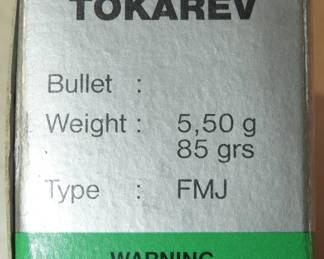 TOKAREV
Bullet :
Weight : 5,50 g
85 grs
Type : FMJ
WARNING